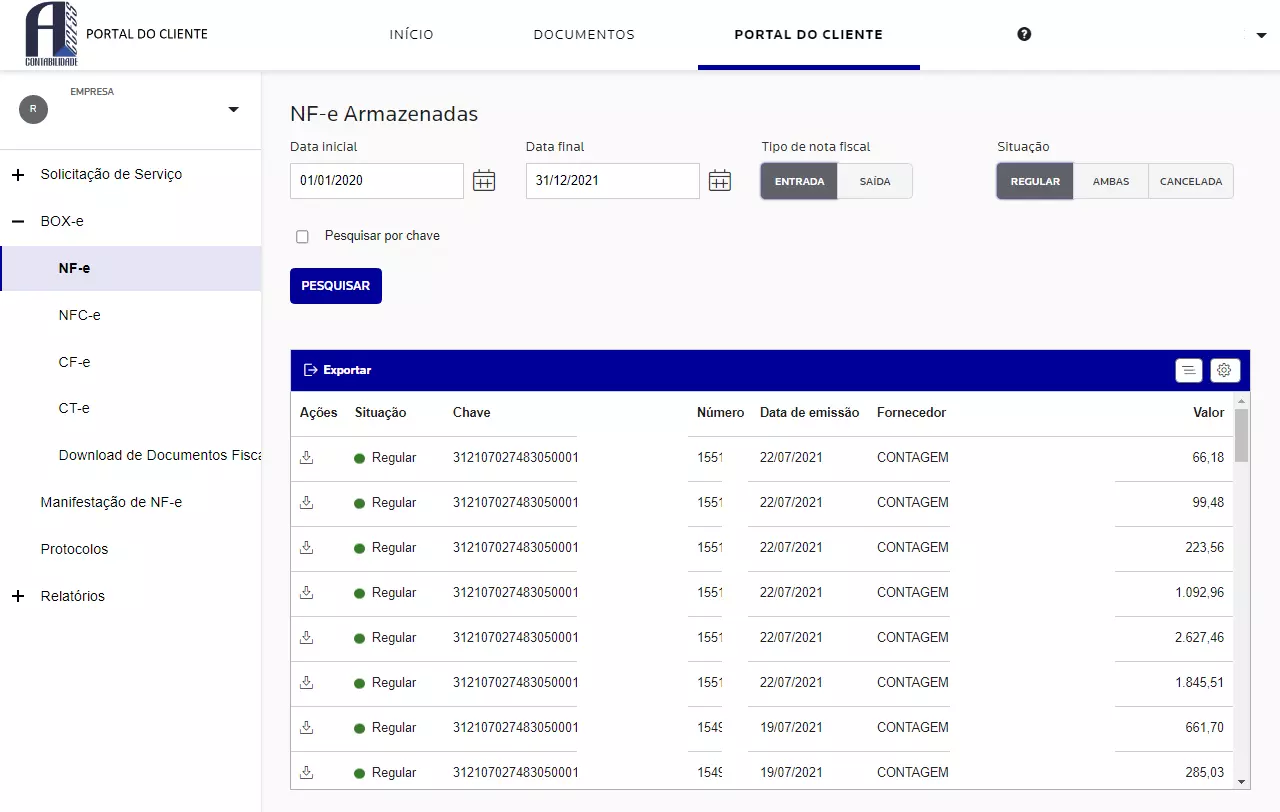 ACCESS
CONTABILIDADE
PORTAL DO CLIENTE
INÍCIO
DOCUMENTOS
PORTAL DO CLIENTE
?
R
EMPRESA
Solicitação de Serviço
BOX-e
NF-e
NFC-e
CF-e
CT-e
Download de Documentos Fisca
Manifestação de NF-e
Protocolos
Relatórios
NF-e Armazenadas
Data inicial Data final Tipo de nota fiscal Situação
01/01/2020 31/12/2021 ENTRADA SAÍDA REGULAR AMBAS CANCELADA
Pesquisar por chave
PESQUISAR
Exportar
Ações Situação Chave Número Data de emissão Fornecedor Valor
Regular 312107027483050001 1551 22/07/2021 CONTAGEM 66,18
Regular 312107027483050001 1551 22/07/2021 CONTAGEM 99,48
Regular 312107027483050001 1551 22/07/2021 CONTAGEM 223,56
Regular 312107027483050001 1551 22/07/2021 CONTAGEM 1.092,96
Regular 312107027483050001 1551 22/07/2021 CONTAGEM 2.627,46
Regular 312107027483050001 1551 22/07/2021 CONTAGEM 1.845,51
Regular 312107027483050001 1549 19/07/2021 CONTAGEM 661,70
Regular 312107027483050001 1549 19/07/2021 CONTAGEM 285,03